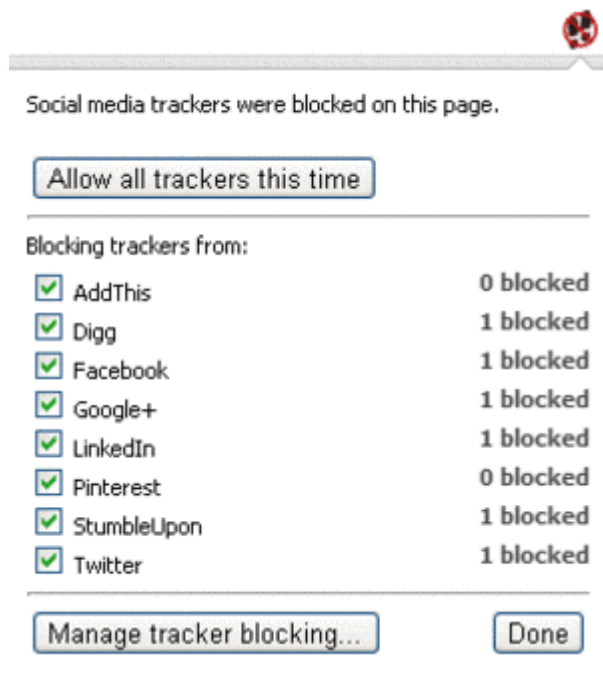 Social media trackers were blocked on this page.
Allow all trackers this time
Blocking trackers from:
AddThis 0 blocked
Digg 1 blocked
Facebook 1 blocked
Google+ 1 blocked
LinkedIn 1 blocked
Pinterest 0 blocked
StumbleUpon 1 blocked
Twitter 1 blocked
Manage tracker blocking... Done